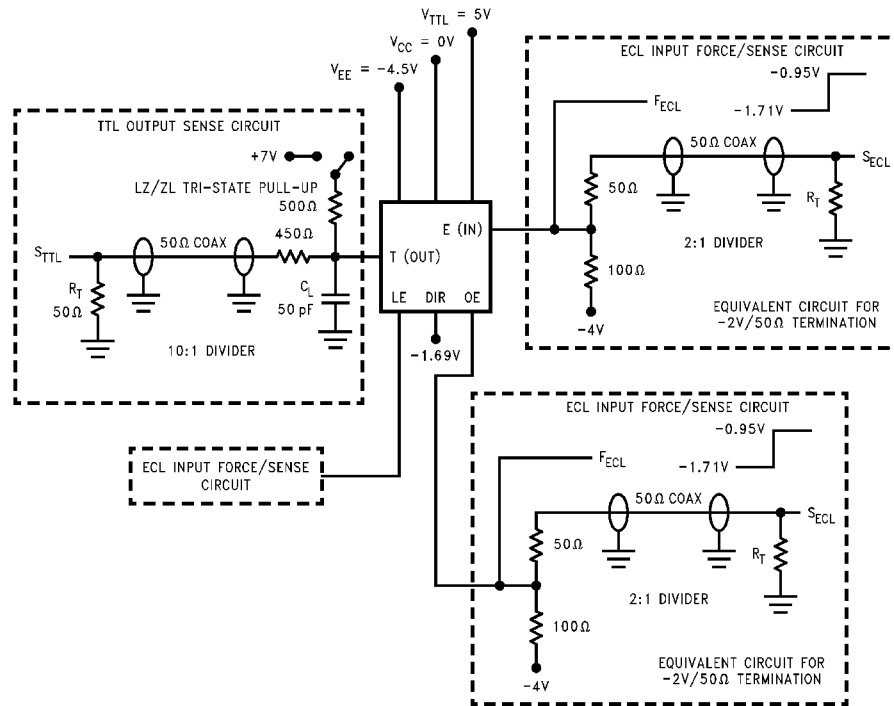 V_TTL = 5V
V_CC = 0V
V_EE = -4.5V
TTL OUTPUT SENSE CIRCUIT
+7V
LZ/ZL TRI-STATE PULL-UP
500Ω
450Ω
50Ω COAX
S_TTL
R_T
50Ω
C_L
50 pF
10:1 DIVIDER
T (OUT)
E (IN)
LE DIR OE
-1.69V
ECL INPUT FORCE/SENSE CIRCUIT
-0.95V
F_ECL
-1.71V
50Ω COAX
S_ECL
50Ω
R_T
2:1 DIVIDER
100Ω
-4V
EQUIVALENT CIRCUIT FOR
-2V/50Ω TERMINATION
ECL INPUT FORCE/SENSE
CIRCUIT
ECL INPUT FORCE/SENSE CIRCUIT
-0.95V
F_ECL
-1.71V
50Ω COAX
S_ECL
50Ω
R_T
2:1 DIVIDER
100Ω
-4V
EQUIVALENT CIRCUIT FOR
-2V/50Ω TERMINATION